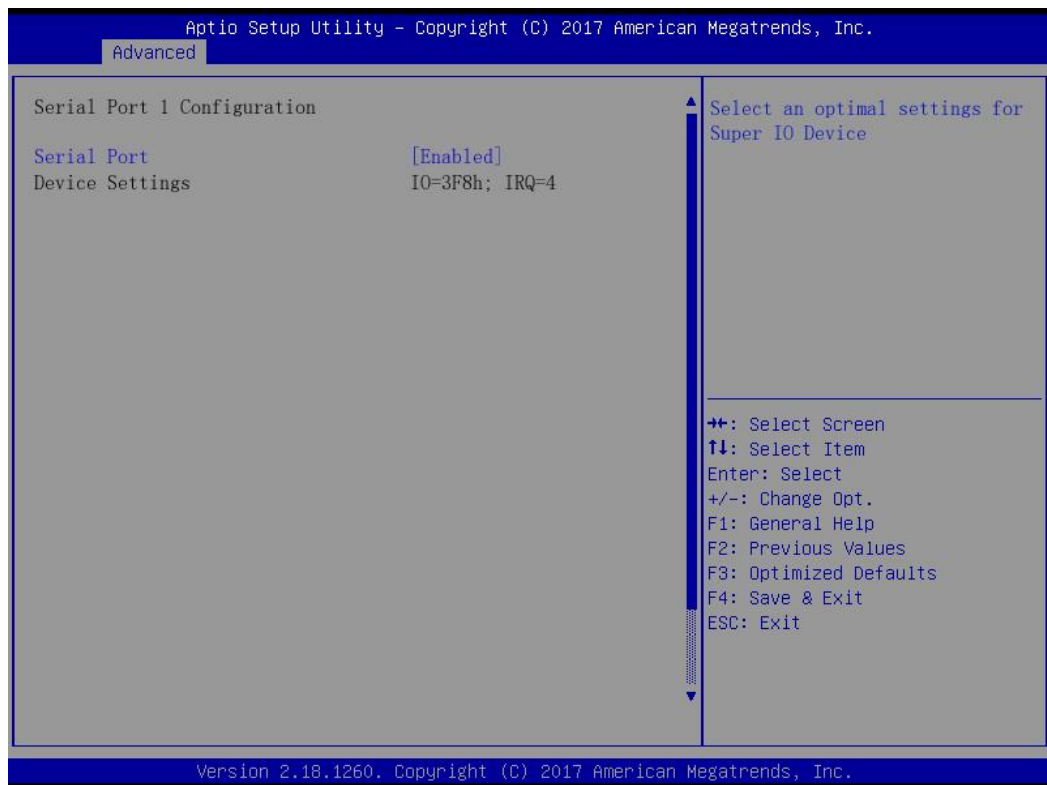 Aptio Setup Utility – Copyright (C) 2017 American Megatrends, Inc.
Advanced
Serial Port 1 Configuration
Serial Port [Enabled]
Device Settings IO=3F8h; IRQ=4
Select an optimal settings for
Super IO Device
→←: Select Screen
↑↓: Select Item
Enter: Select
+/-: Change Opt.
F1: General Help
F2: Previous Values
F3: Optimized Defaults
F4: Save & Exit
ESC: Exit
Version 2.18.1260. Copyright (C) 2017 American Megatrends, Inc.